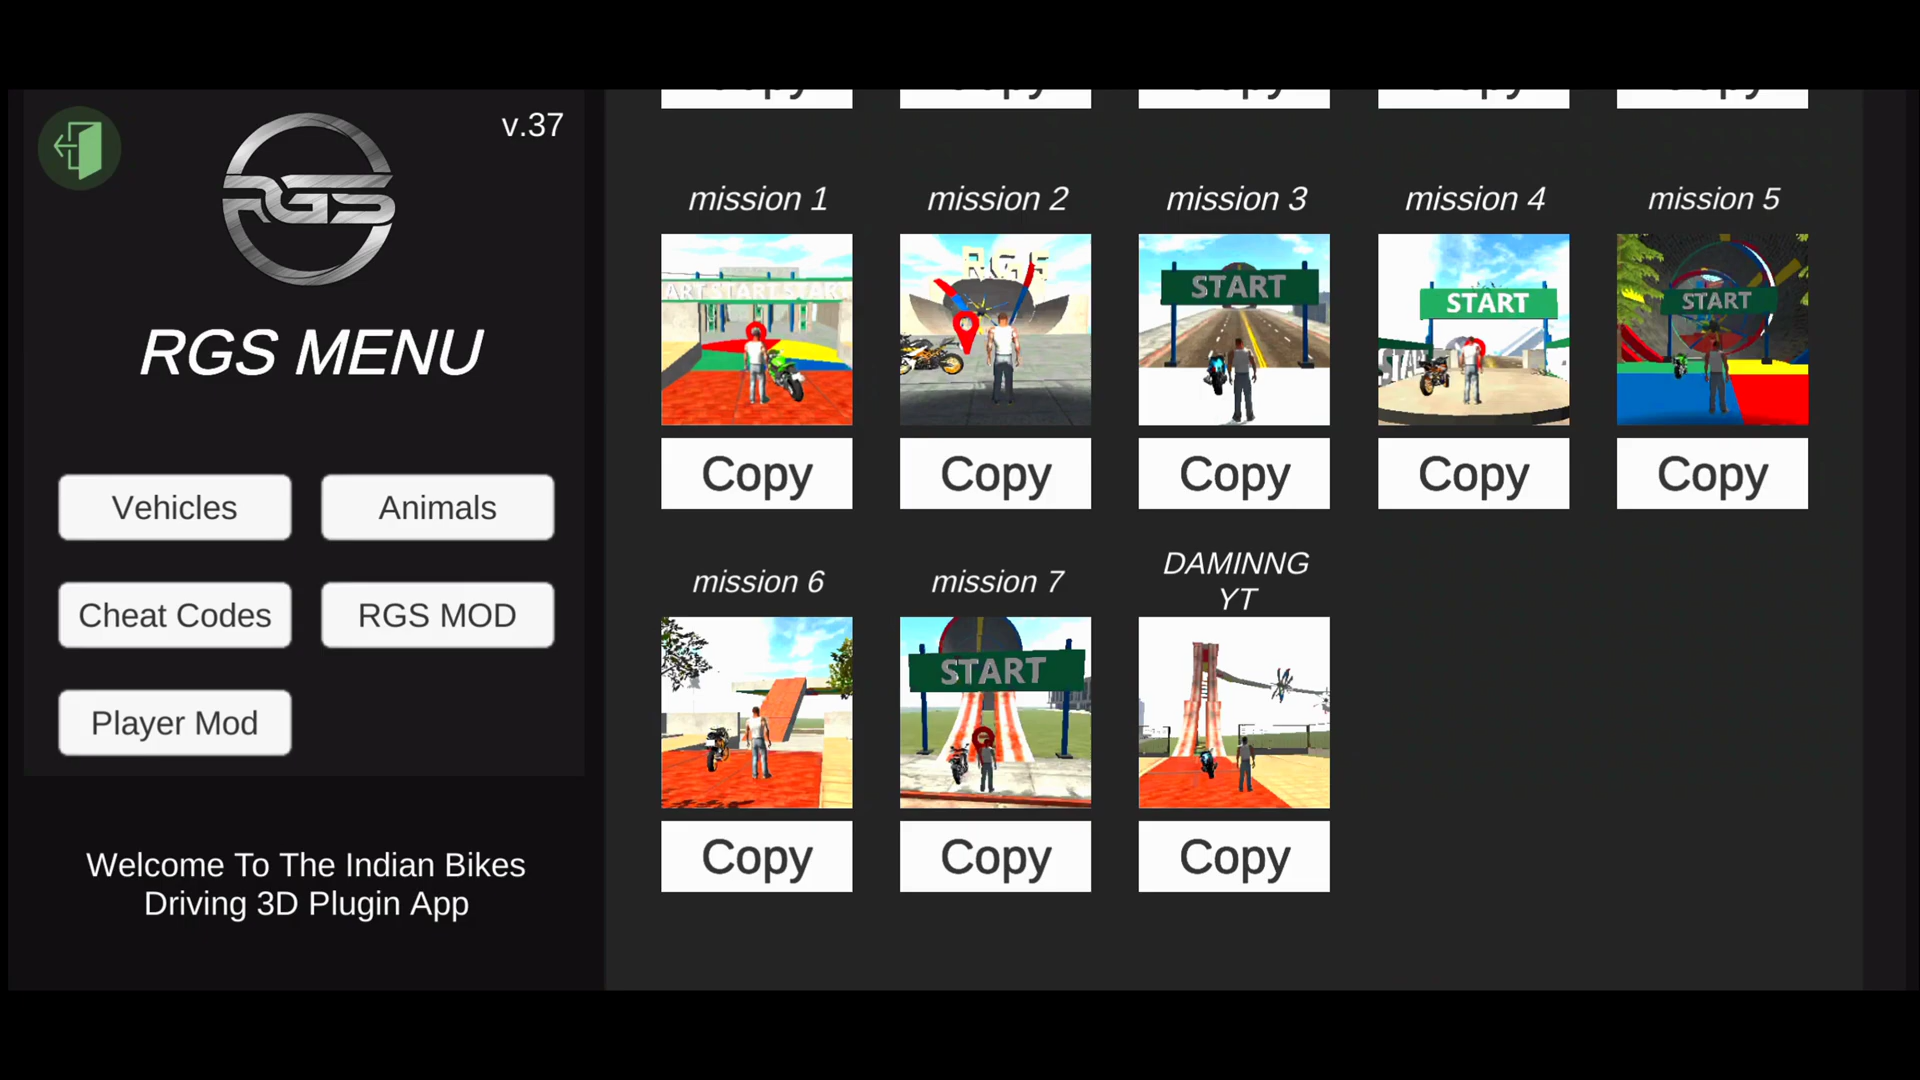 v.37
RGS
RGS MENU
Vehicles
Animals
Cheat Codes
RGS MOD
Player Mod
Welcome To The Indian Bikes
Driving 3D Plugin App
mission 1
mission 2
mission 3
mission 4
mission 5
RGS
START
START
START
Copy
Copy
Copy
Copy
Copy
mission 6
mission 7
DAMINNG
YT
START
Copy
Copy
Copy